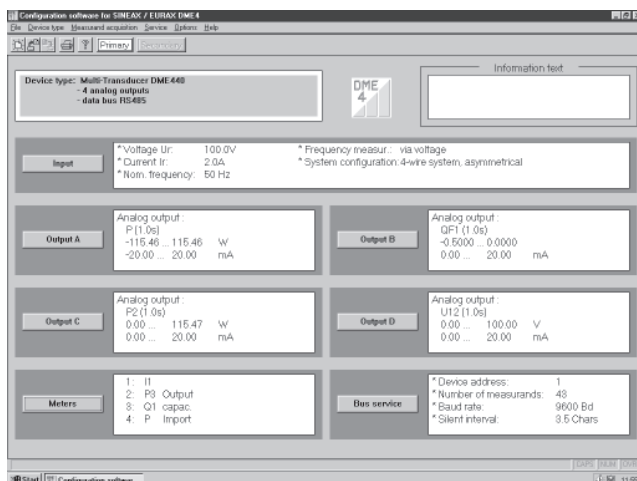 Configuration software for SINEAX / EURAX DME4
File Device type Measurand acquisition Service Options Help
Primary Secondary
Device type: Multi-Transducer DME440
- 4 analog outputs
- data bus RS485
DME
4
Information text
Input
* Voltage Ur: 100.0V
* Current Ir: 2.0A
* Nom. frequency: 50 Hz
* Frequency measur.: via voltage
* System configuration: 4-wire system, asymmetrical
Output A
Analog output :
P (1.0s)
-115.46 ... 115.46 W
-20.00 ... 20.00 mA
Output B
Analog output :
QF1 (1.0s)
-0.5000 ... 0.0000
0.00 ... 20.00 mA
Output C
Analog output :
P2 (1.0s)
0.00 ... 115.47 W
0.00 ... 20.00 mA
Output D
Analog output :
U12 (1.0s)
0.00 ... 100.00 V
0.00 ... 20.00 mA
Meters
1: I1
2: P3 Output
3: Q1 capac.
4: P Import
Bus service
* Device address: 1
* Number of measurands: 43
* Baud rate: 9600 Bd
* Silent interval: 3.5 Chars
CAPS NUM OVR
Start Configuration softwar...